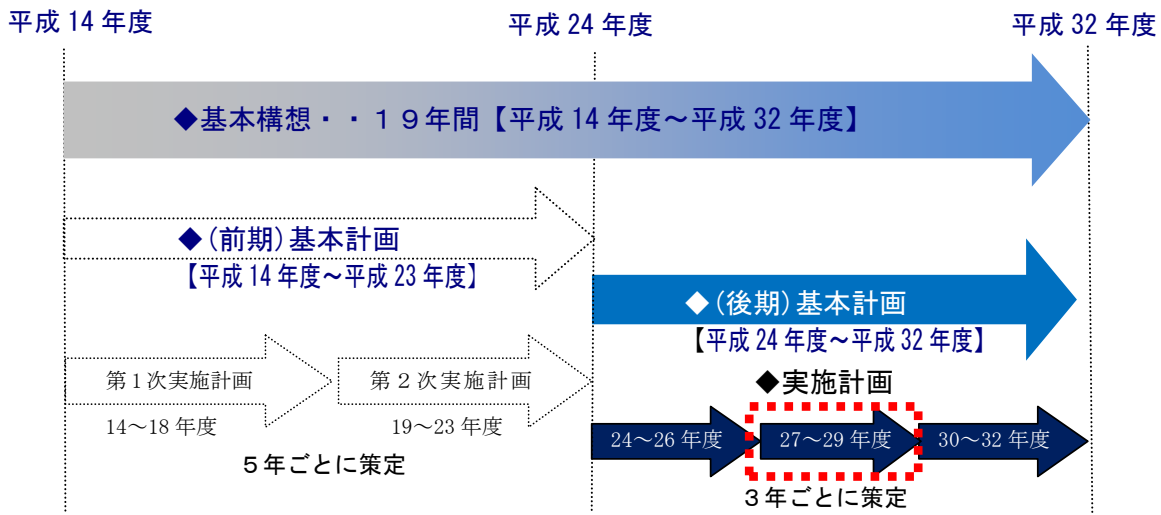 平成 14 年度
平成 24 年度
平成 32 年度
◆基本構想・・１９年間【平成 14 年度～平成 32 年度】
◆(前期)基本計画
【平成 14 年度～平成 23 年度】
◆(後期)基本計画
【平成 24 年度～平成 32 年度】
第１次実施計画
第２次実施計画
14～18 年度
19～23 年度
５年ごとに策定
◆実施計画
24～26 年度
27～29 年度
30～32 年度
３年ごとに策定